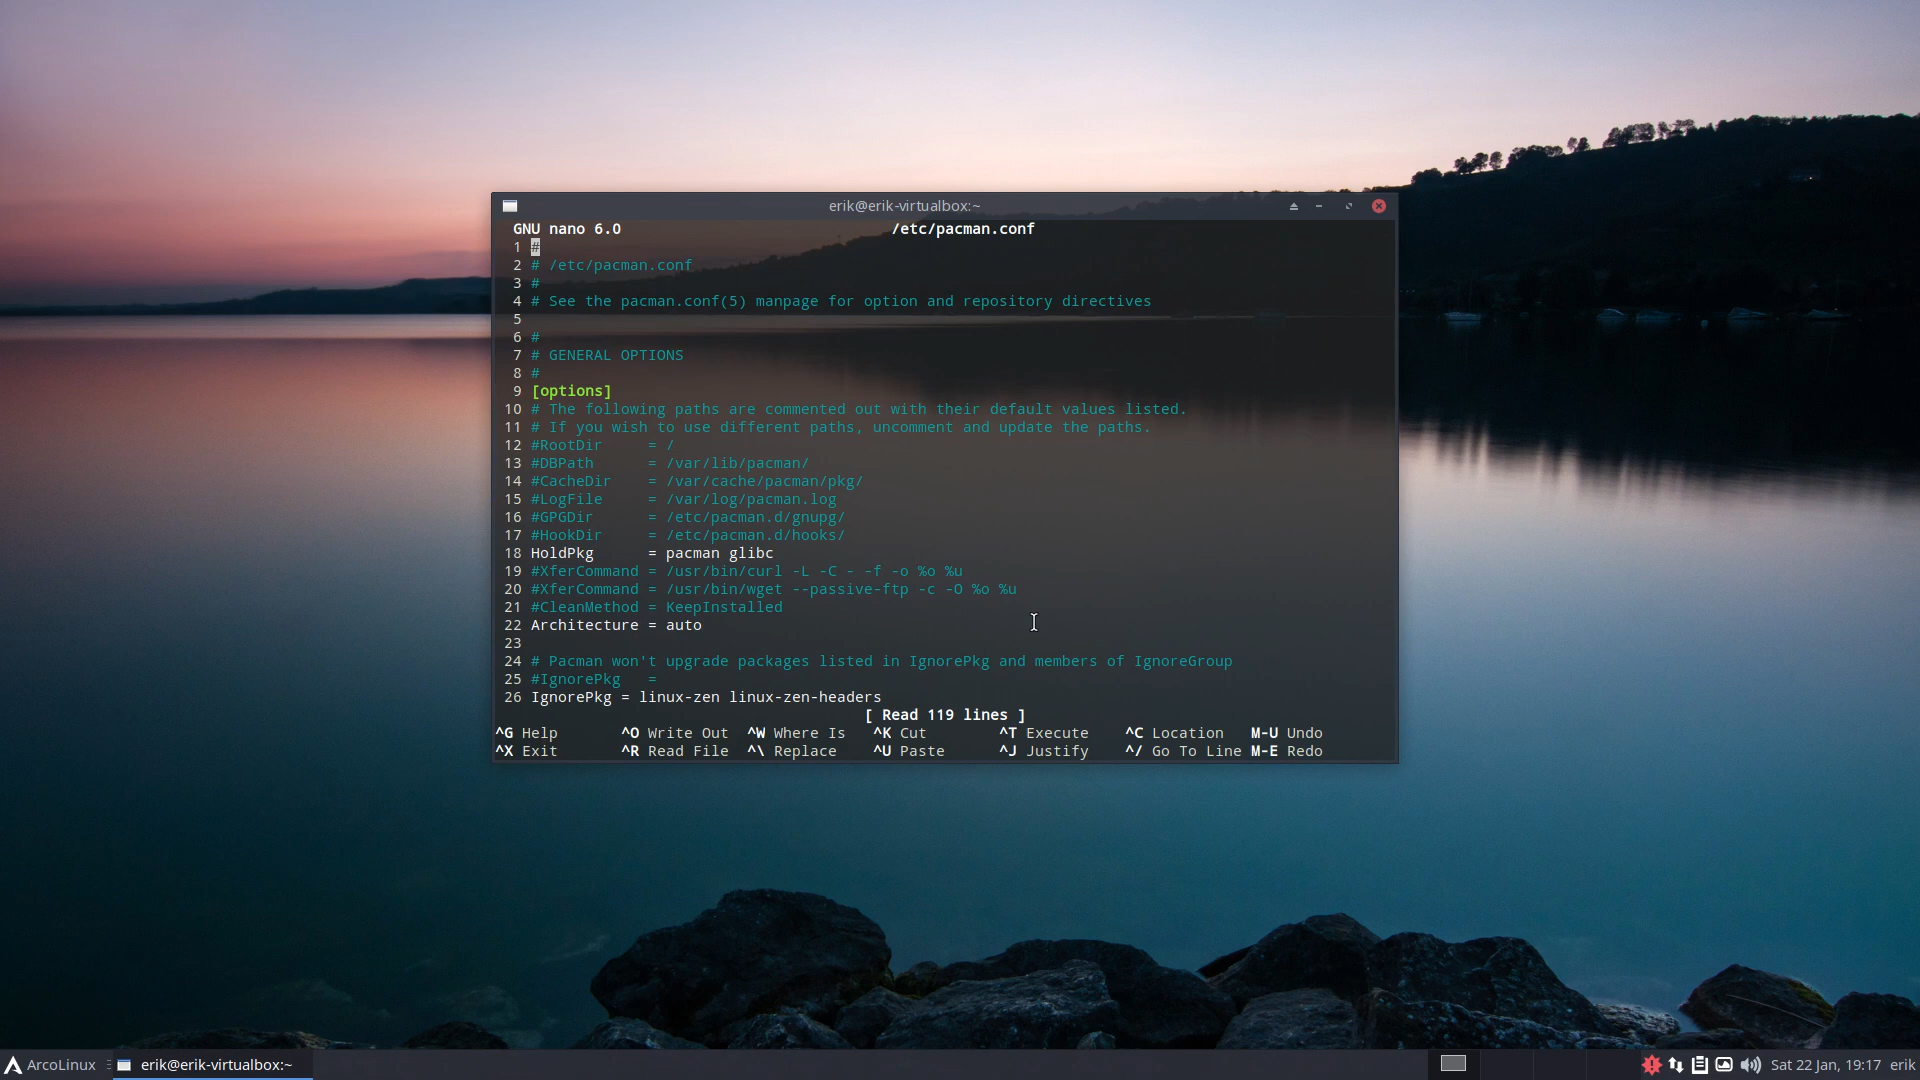 erik@erik-virtualbox:~
GNU nano 6.0 /etc/pacman.conf
1 #
2 # /etc/pacman.conf
3 #
4 # See the pacman.conf(5) manpage for option and repository directives
5
6 #
7 # GENERAL OPTIONS
8 #
9 [options]
10 # The following paths are commented out with their default values listed.
11 # If you wish to use different paths, uncomment and update the paths.
12 #RootDir     = /
13 #DBPath      = /var/lib/pacman/
14 #CacheDir    = /var/cache/pacman/pkg/
15 #LogFile     = /var/log/pacman.log
16 #GPGDir      = /etc/pacman.d/gnupg/
17 #HookDir     = /etc/pacman.d/hooks/
18 HoldPkg      = pacman glibc
19 #XferCommand = /usr/bin/curl -L -C - -f -o %o %u
20 #XferCommand = /usr/bin/wget --passive-ftp -c -O %o %u
21 #CleanMethod = KeepInstalled
22 Architecture = auto
23
24 # Pacman won't upgrade packages listed in IgnorePkg and members of IgnoreGroup
25 #IgnorePkg   =
26 IgnorePkg = linux-zen linux-zen-headers
[ Read 119 lines ]
^G Help ^O Write Out ^W Where Is ^K Cut ^T Execute ^C Location M-U Undo
^X Exit ^R Read File ^\ Replace ^U Paste ^J Justify ^/ Go To Line M-E Redo
ArcoLinux erik@erik-virtualbox:~ Sat 22 Jan, 19:17 erik